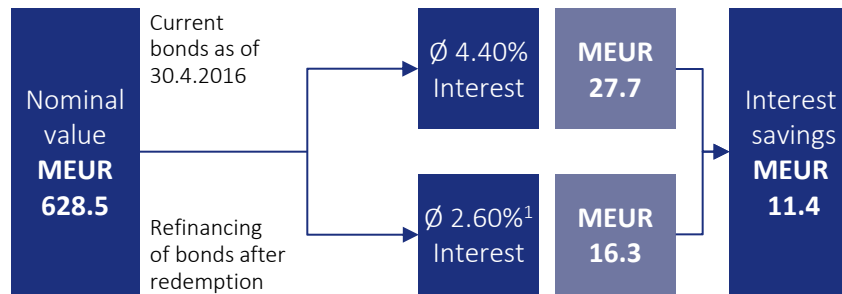 Nominal
value
MEUR
628.5
Current
bonds as of
30.4.2016
Ø 4.40%
Interest
MEUR
27.7
Refinancing
of bonds after
redemption
Ø 2.60%¹
Interest
MEUR
16.3
Interest
savings
MEUR
11.4